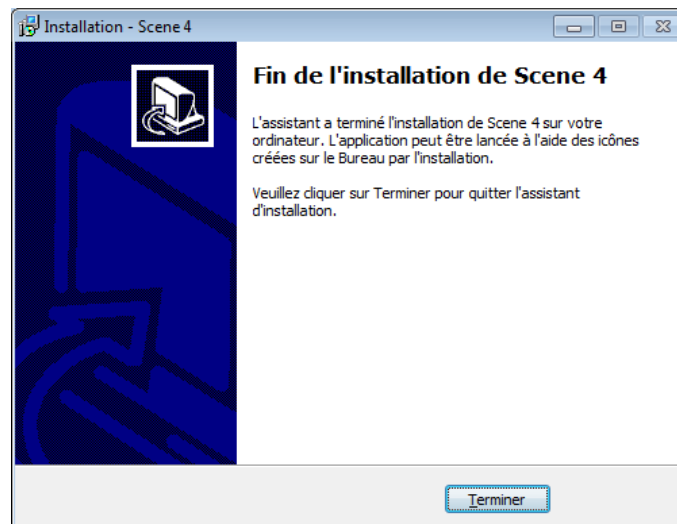 Installation - Scene 4
Fin de l'installation de Scene 4
L'assistant a terminé l'installation de Scene 4 sur votre
ordinateur. L'application peut être lancée à l'aide des icônes
créées sur le Bureau par l'installation.
Veuillez cliquer sur Terminer pour quitter l'assistant
d'installation.
Terminer